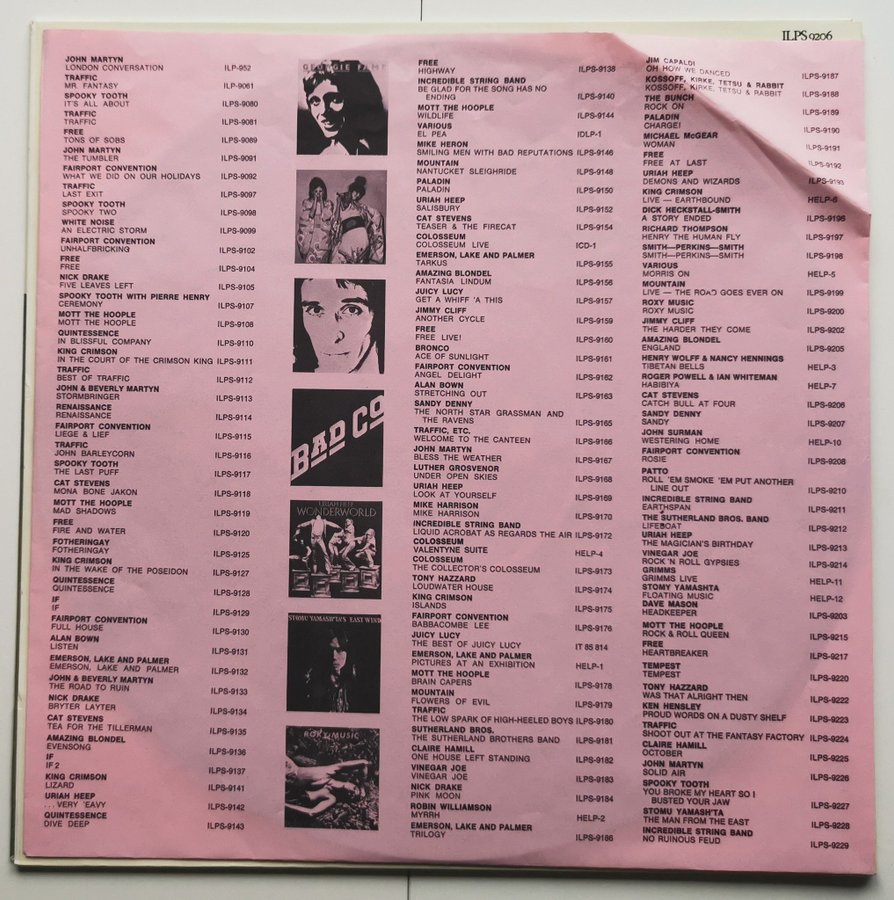 ILPS 9206
JOHN MARTYN
LONDON CONVERSATION ILP-952
TRAFFIC
MR. FANTASY ILP-9061
SPOOKY TOOTH
IT'S ALL ABOUT ILPS-9080
TRAFFIC
TRAFFIC ILPS-9081
FREE
TONS OF SOBS ILPS-9089
JOHN MARTYN
THE TUMBLER ILPS-9091
FAIRPORT CONVENTION
WHAT WE DID ON OUR HOLIDAYS ILPS-9092
TRAFFIC
LAST EXIT ILPS-9097
SPOOKY TOOTH
SPOOKY TWO ILPS-9098
WHITE NOISE
AN ELECTRIC STORM ILPS-9099
FAIRPORT CONVENTION
UNHALFBRICKING ILPS-9102
FREE
FREE ILPS-9104
NICK DRAKE
FIVE LEAVES LEFT ILPS-9105
SPOOKY TOOTH WITH PIERRE HENRY
CEREMONY ILPS-9107
MOTT THE HOOPLE
MOTT THE HOOPLE ILPS-9108
QUINTESSENCE
IN BLISSFUL COMPANY ILPS-9110
KING CRIMSON
IN THE COURT OF THE CRIMSON KING ILPS-9111
TRAFFIC
BEST OF TRAFFIC ILPS-9112
JOHN & BEVERLY MARTYN
STORMBRINGER ILPS-9113
RENAISSANCE
RENAISSANCE ILPS-9114
FAIRPORT CONVENTION
LIEGE & LIEF ILPS-9115
TRAFFIC
JOHN BARLEYCORN ILPS-9116
SPOOKY TOOTH
THE LAST PUFF ILPS-9117
CAT STEVENS
MONA BONE JAKON ILPS-9118
MOTT THE HOOPLE
MAD SHADOWS ILPS-9119
FREE
FIRE AND WATER ILPS-9120
FOTHERINGAY
FOTHERINGAY ILPS-9125
KING CRIMSON
IN THE WAKE OF THE POSEIDON ILPS-9127
QUINTESSENCE
QUINTESSENCE ILPS-9128
IF
IF ILPS-9129
FAIRPORT CONVENTION
FULL HOUSE ILPS-9130
ALAN BOWN
LISTEN ILPS-9131
EMERSON, LAKE AND PALMER
EMERSON, LAKE AND PALMER ILPS-9132
JOHN & BEVERLY MARTYN
THE ROAD TO RUIN ILPS-9133
NICK DRAKE
BRYTER LAYTER ILPS-9134
CAT STEVENS
TEA FOR THE TILLERMAN ILPS-9135
AMAZING BLONDEL
EVENSONG ILPS-9136
IF
IF 2 ILPS-9137
KING CRIMSON
LIZARD ILPS-9141
URIAH HEEP
...VERY 'EAVY ILPS-9142
QUINTESSENCE
DIVE DEEP ILPS-9143
GEORGIE FAME
BAD CO
URIAH HEEP
WONDERWORLD
STOMU YAMASH'TA'S EAST WIND
ROXY MUSIC
FREE
HIGHWAY ILPS-9138
INCREDIBLE STRING BAND
BE GLAD FOR THE SONG HAS NO
ENDING ILPS-9140
MOTT THE HOOPLE
WILDLIFE ILPS-9144
VARIOUS
EL PEA IDLP-1
MIKE HERON
SMILING MEN WITH BAD REPUTATIONS ILPS-9146
MOUNTAIN
NANTUCKET SLEIGHRIDE ILPS-9148
PALADIN
PALADIN ILPS-9150
URIAH HEEP
SALISBURY ILPS-9152
CAT STEVENS
TEASER & THE FIRECAT ILPS-9154
COLOSSEUM
COLOSSEUM LIVE ICD-1
EMERSON, LAKE AND PALMER
TARKUS ILPS-9155
AMAZING BLONDEL
FANTASIA LINDUM ILPS-9156
JUICY LUCY
GET A WHIFF 'A THIS ILPS-9157
JIMMY CLIFF
ANOTHER CYCLE ILPS-9159
FREE
FREE LIVE! ILPS-9160
BRONCO
ACE OF SUNLIGHT ILPS-9161
FAIRPORT CONVENTION
ANGEL DELIGHT ILPS-9162
ALAN BOWN
STRETCHING OUT ILPS-9163
SANDY DENNY
THE NORTH STAR GRASSMAN AND
THE RAVENS ILPS-9165
TRAFFIC, ETC.
WELCOME TO THE CANTEEN ILPS-9166
JOHN MARTYN
BLESS THE WEATHER ILPS-9167
LUTHER GROSVENOR
UNDER OPEN SKIES ILPS-9168
URIAH HEEP
LOOK AT YOURSELF ILPS-9169
MIKE HARRISON
MIKE HARRISON ILPS-9170
INCREDIBLE STRING BAND
LIQUID ACROBAT AS REGARDS THE AIR ILPS-9172
COLOSSEUM
VALENTYNE SUITE HELP-4
COLOSSEUM
THE COLLECTOR'S COLOSSEUM ILPS-9173
TONY HAZZARD
LOUDWATER HOUSE ILPS-9174
KING CRIMSON
ISLANDS ILPS-9175
FAIRPORT CONVENTION
BABBACOMBE LEE ILPS-9176
JUICY LUCY
THE BEST OF JUICY LUCY IT 85 814
EMERSON, LAKE AND PALMER
PICTURES AT AN EXHIBITION HELP-1
MOTT THE HOOPLE
BRAIN CAPERS ILPS-9178
MOUNTAIN
FLOWERS OF EVIL ILPS-9179
TRAFFIC
THE LOW SPARK OF HIGH-HEELED BOYS ILPS-9180
SUTHERLAND BROS.
THE SUTHERLAND BROTHERS BAND ILPS-9181
CLAIRE HAMILL
ONE HOUSE LEFT STANDING ILPS-9182
VINEGAR JOE
VINEGAR JOE ILPS-9183
NICK DRAKE
PINK MOON ILPS-9184
ROBIN WILLIAMSON
MYRRH HELP-2
EMERSON, LAKE AND PALMER
TRILOGY ILPS-9186
JIM CAPALDI
OH HOW WE DANCED ILPS-9187
KOSSOFF, KIRKE, TETSU & RABBIT
KOSSOFF, KIRKE, TETSU & RABBIT ILPS-9188
THE BUNCH
ROCK ON ILPS-9189
PALADIN
CHARGE! ILPS-9190
MICHAEL McGEAR
WOMAN ILPS-9191
FREE
FREE AT LAST ILPS-9192
URIAH HEEP
DEMONS AND WIZARDS ILPS-9193
KING CRIMSON
LIVE — EARTHBOUND HELP-6
DICK HECKSTALL-SMITH
A STORY ENDED ILPS-9196
RICHARD THOMPSON
HENRY THE HUMAN FLY ILPS-9197
SMITH—PERKINS—SMITH
SMITH—PERKINS—SMITH ILPS-9198
VARIOUS
MORRIS ON HELP-5
MOUNTAIN
LIVE — THE ROAD GOES EVER ON ILPS-9199
ROXY MUSIC
ROXY MUSIC ILPS-9200
JIMMY CLIFF
THE HARDER THEY COME ILPS-9202
AMAZING BLONDEL
ENGLAND ILPS-9205
HENRY WOLFF & NANCY HENNINGS
TIBETAN BELLS HELP-3
ROGER POWELL & IAN WHITEMAN
HABIBIYA HELP-7
CAT STEVENS
CATCH BULL AT FOUR ILPS-9206
SANDY DENNY
SANDY ILPS-9207
JOHN SURMAN
WESTERING HOME HELP-10
FAIRPORT CONVENTION
ROSIE ILPS-9208
PATTO
ROLL 'EM SMOKE 'EM PUT ANOTHER
LINE OUT ILPS-9210
INCREDIBLE STRING BAND
EARTHSPAN ILPS-9211
THE SUTHERLAND BROS. BAND
LIFEBOAT ILPS-9212
URIAH HEEP
THE MAGICIAN'S BIRTHDAY ILPS-9213
VINEGAR JOE
ROCK 'N ROLL GYPSIES ILPS-9214
GRIMMS
GRIMMS LIVE HELP-11
STOMY YAMASHTA
FLOATING MUSIC HELP-12
DAVE MASON
HEADKEEPER ILPS-9203
MOTT THE HOOPLE
ROCK & ROLL QUEEN ILPS-9215
FREE
HEARTBREAKER ILPS-9217
TEMPEST
TEMPEST ILPS-9220
TONY HAZZARD
WAS THAT ALRIGHT THEN ILPS-9222
KEN HENSLEY
PROUD WORDS ON A DUSTY SHELF ILPS-9223
TRAFFIC
SHOOT OUT AT THE FANTASY FACTORY ILPS-9224
CLAIRE HAMILL
OCTOBER ILPS-9225
JOHN MARTYN
SOLID AIR ILPS-9226
SPOOKY TOOTH
YOU BROKE MY HEART SO I
BUSTED YOUR JAW ILPS-9227
STOMU YAMASH'TA
THE MAN FROM THE EAST ILPS-9228
INCREDIBLE STRING BAND
NO RUINOUS FEUD ILPS-9229